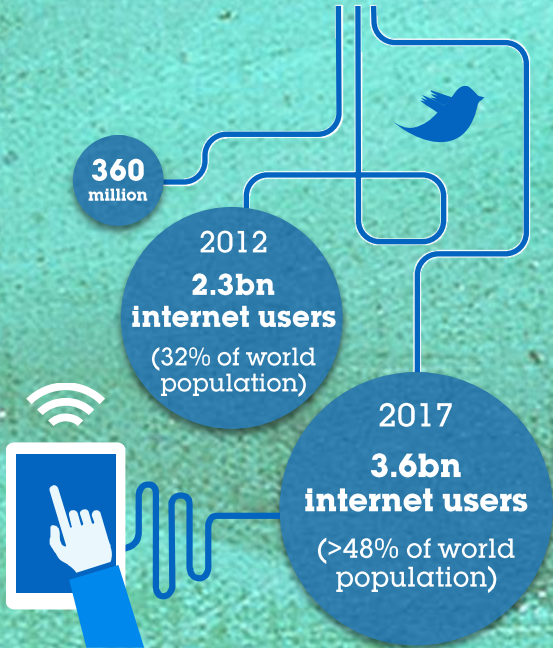 360
million
2012
2.3bn
internet users
(32% of world
population)
2017
3.6bn
internet users
(>48% of world
population)